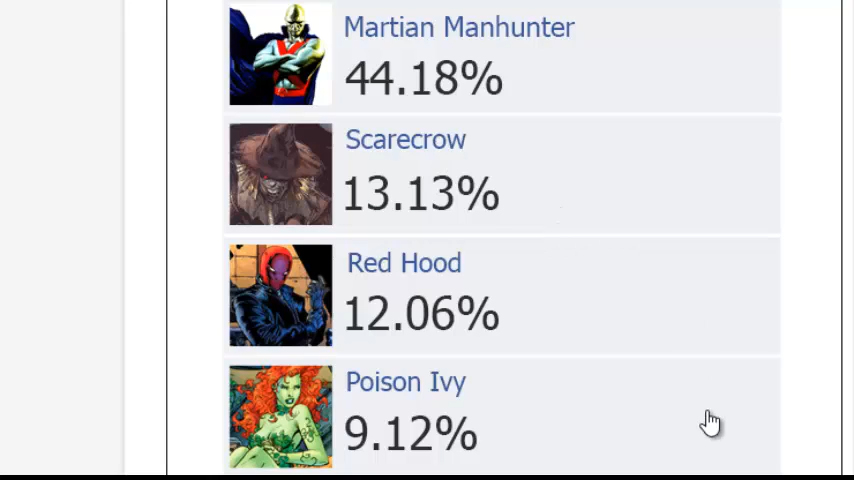 Martian Manhunter
44.18%
Scarecrow
13.13%
Red Hood
12.06%
Poison Ivy
9.12%